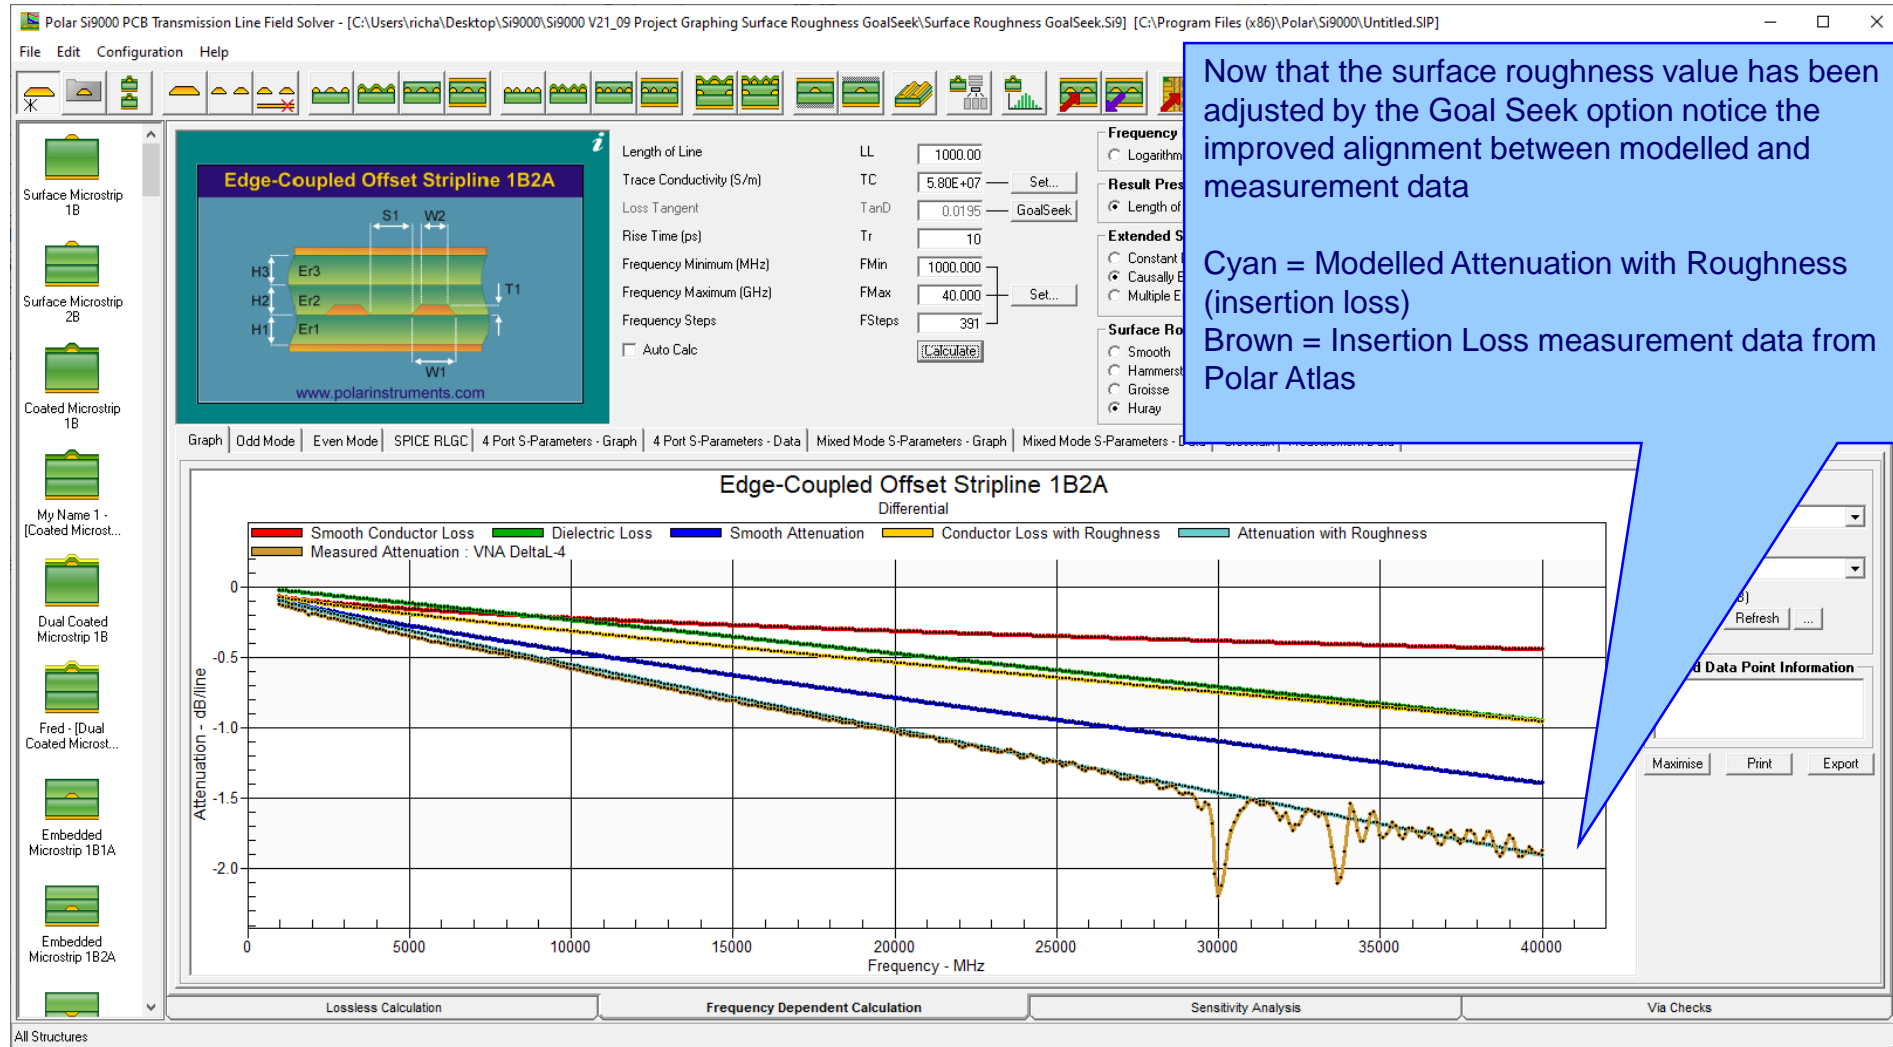 Polar Si9000 PCB Transmission Line Field Solver - [C:\Users\richa\Desktop\Si9000\Si9000 V21_09 Project Graphing Surface Roughness GoalSeek\Surface Roughness GoalSeek.Si9] [C:\Program Files (x86)\Polar\Si9000\Untitled.SIP]
File Edit Configuration Help
Now that the surface roughness value has been
adjusted by the Goal Seek option notice the
improved alignment between modelled and
measurement data
Cyan = Modelled Attenuation with Roughness
(insertion loss)
Brown = Insertion Loss measurement data from
Polar Atlas
Surface Microstrip
1B
Surface Microstrip
2B
Coated Microstrip
1B
My Name 1 -
[Coated Microst...
Dual Coated
Microstrip 1B
Fred - [Dual
Coated Microst...
Embedded
Microstrip 1B1A
Embedded
Microstrip 1B2A
i
Edge-Coupled Offset Stripline 1B2A
S1 W2
H3 Er3
H2 Er2 T1
H1 Er1
W1
www.polarinstruments.com
Length of Line LL 1000.00
Trace Conductivity (S/m) TC 5.80E+07 Set...
Loss Tangent TanD 0.0195 GoalSeek
Rise Time (ps) Tr 10
Frequency Minimum (MHz) FMin 1000.000
Frequency Maximum (GHz) FMax 40.000 Set...
Frequency Steps FSteps 391
Auto Calc Calculate
Frequency
Logarithm
Result Pres
Length of
Extended S
Constant
Causally E
Multiple E
Surface Ro
Smooth
Hammerst
Groisse
Huray
Graph Odd Mode Even Mode SPICE RLGC 4 Port S-Parameters - Graph 4 Port S-Parameters - Data Mixed Mode S-Parameters - Graph Mixed Mode S-Parameters -
Edge-Coupled Offset Stripline 1B2A
Differential
Smooth Conductor Loss Dielectric Loss Smooth Attenuation Conductor Loss with Roughness Attenuation with Roughness
Measured Attenuation : VNA DeltaL-4
0
-0.5
-1.0
-1.5
-2.0
Attenuation - dB/line
0 5000 10000 15000 20000 25000 30000 35000 40000
Frequency - MHz
Refresh ...
Data Point Information
Maximise Print Export
Lossless Calculation Frequency Dependent Calculation Sensitivity Analysis Via Checks
All Structures